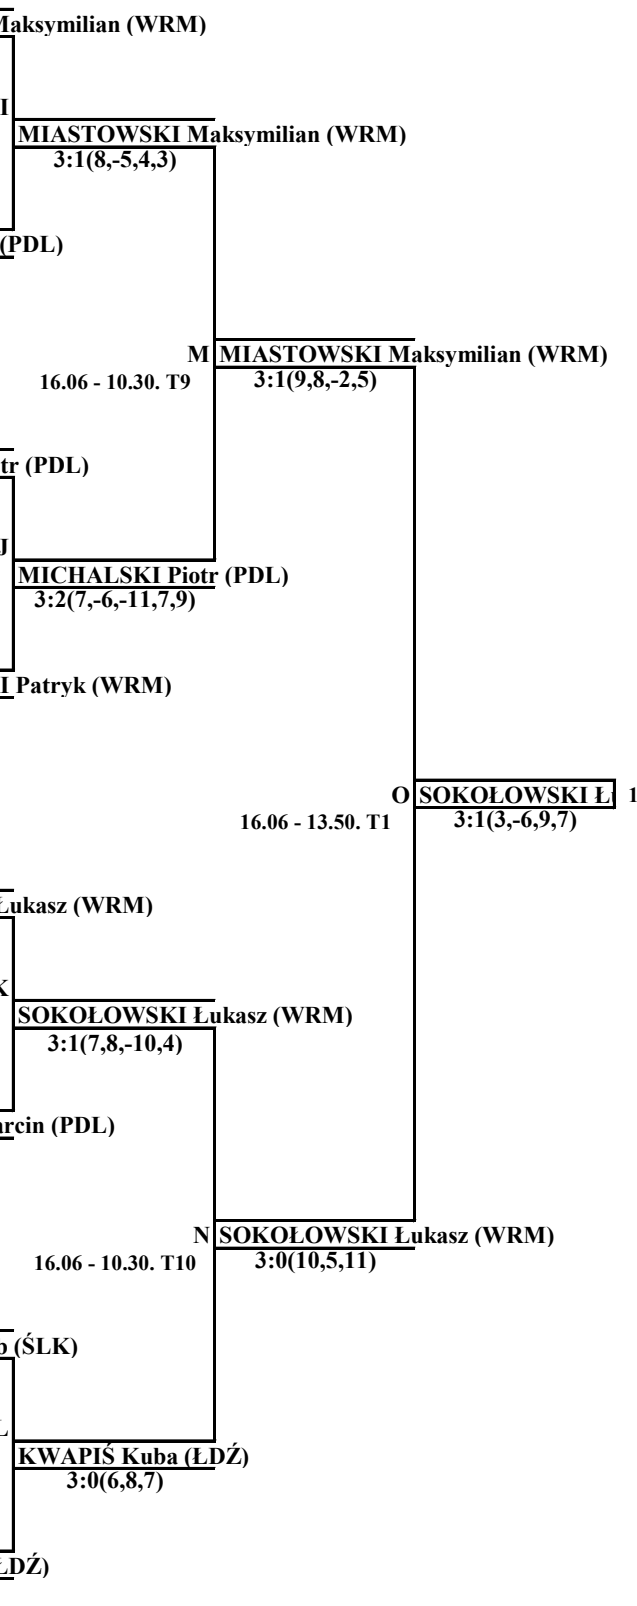 Maksymilian (WRM)
I
MIASTOWSKI Maksymilian (WRM)
3:1(8,-5,4,3)
(PDL)
M MIASTOWSKI Maksymilian (WRM)
16.06 - 10.30. T9 3:1(9,8,-2,5)
tr (PDL)
J
MICHALSKI Piotr (PDL)
3:2(7,-6,-11,7,9)
I Patryk (WRM)
O SOKOŁOWSKI Łu 1
16.06 - 13.50. T1 3:1(3,-6,9,7)
Łukasz (WRM)
K
SOKOŁOWSKI Łukasz (WRM)
3:1(7,8,-10,4)
arcin (PDL)
N SOKOŁOWSKI Łukasz (WRM)
16.06 - 10.30. T10 3:0(10,5,11)
b (ŚLK)
L
KWAPIŚ Kuba (ŁDŹ)
3:0(6,8,7)
ŁDŹ)